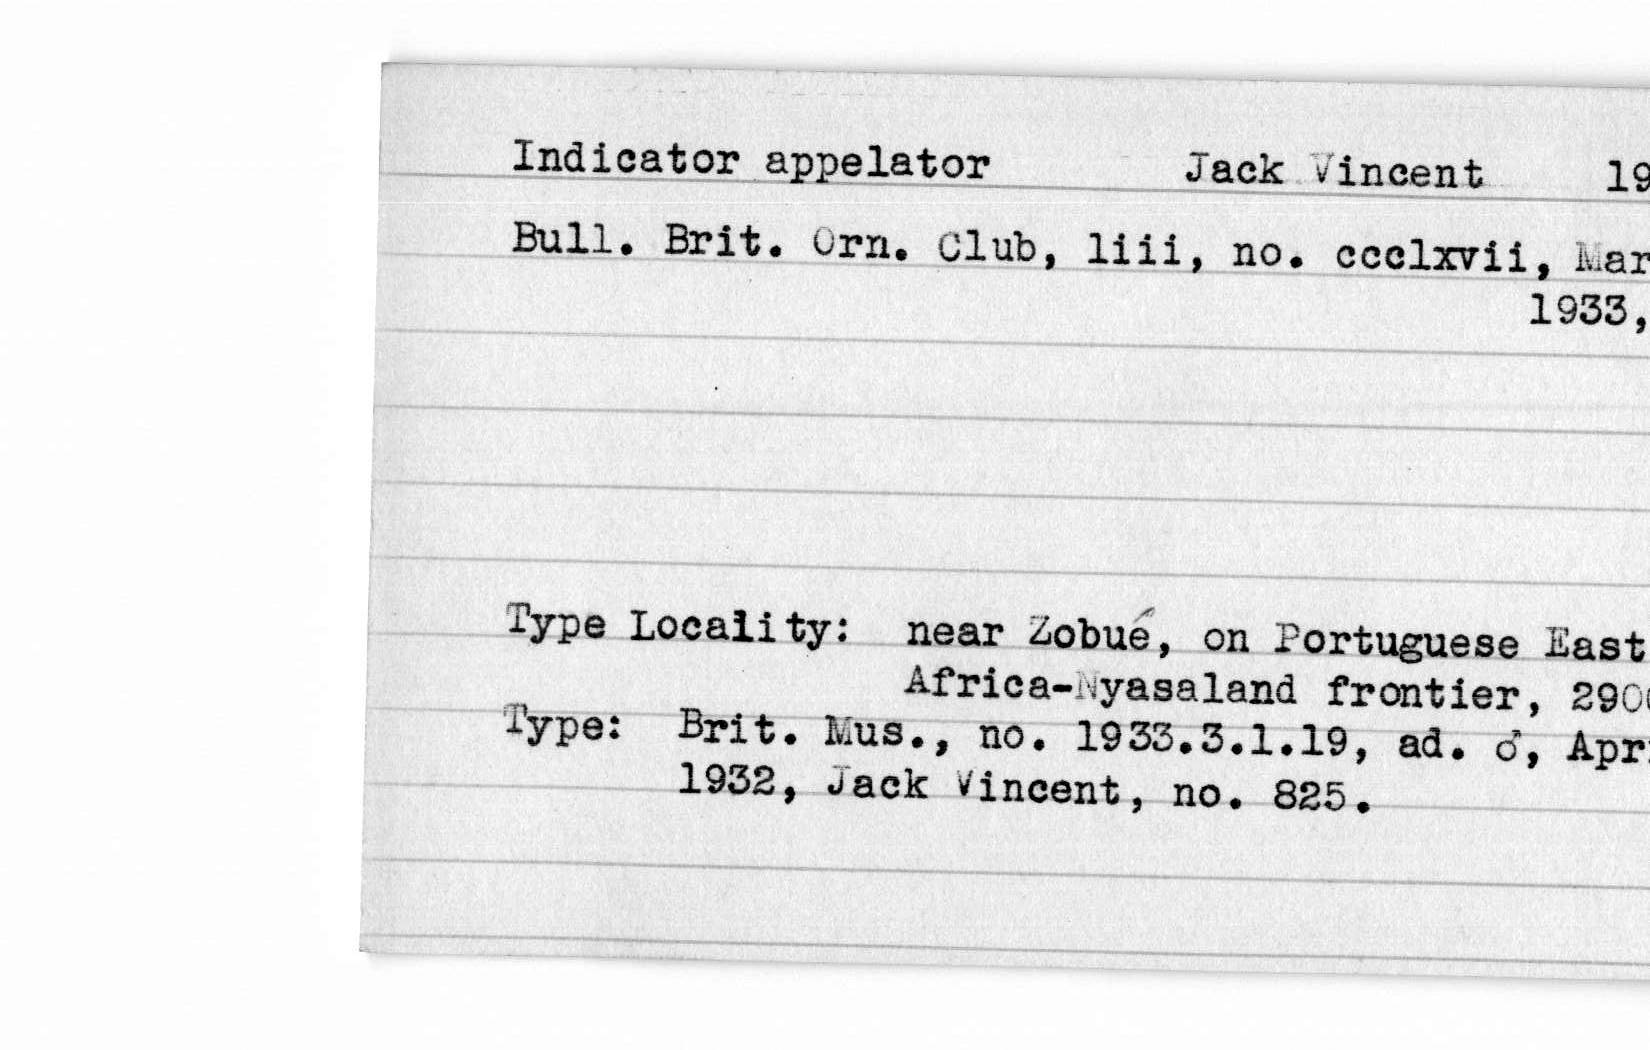 Indicator appelator Jack Vincent 19
Bull. Brit. Orn. Club, liii, no. ccclxvii, Mar
1933,
Type Locality: near Zobué, on Portuguese East
Africa-Nyasaland frontier, 290
Type: Brit. Mus., no. 1933.3.1.19, ad. ♂, Apr
1932, Jack Vincent, no. 825.